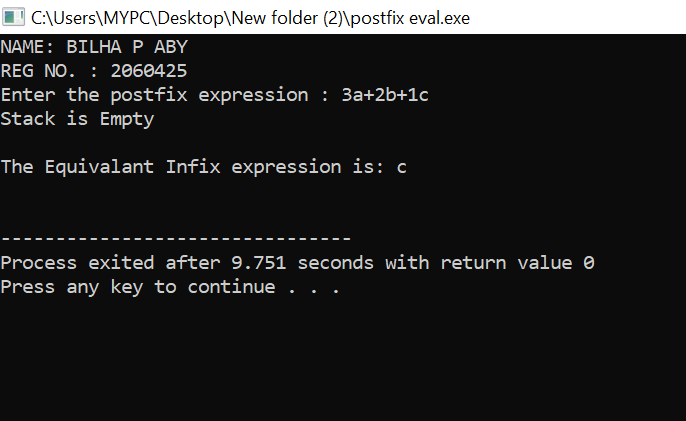 C:\Users\MYPC\Desktop\New folder (2)\postfix eval.exe
NAME: BILHA P ABY
REG NO. : 2060425
Enter the postfix expression : 3a+2b+1c
Stack is Empty
The Equivalant Infix expression is: c
--------------------------------
Process exited after 9.751 seconds with return value 0
Press any key to continue . . .